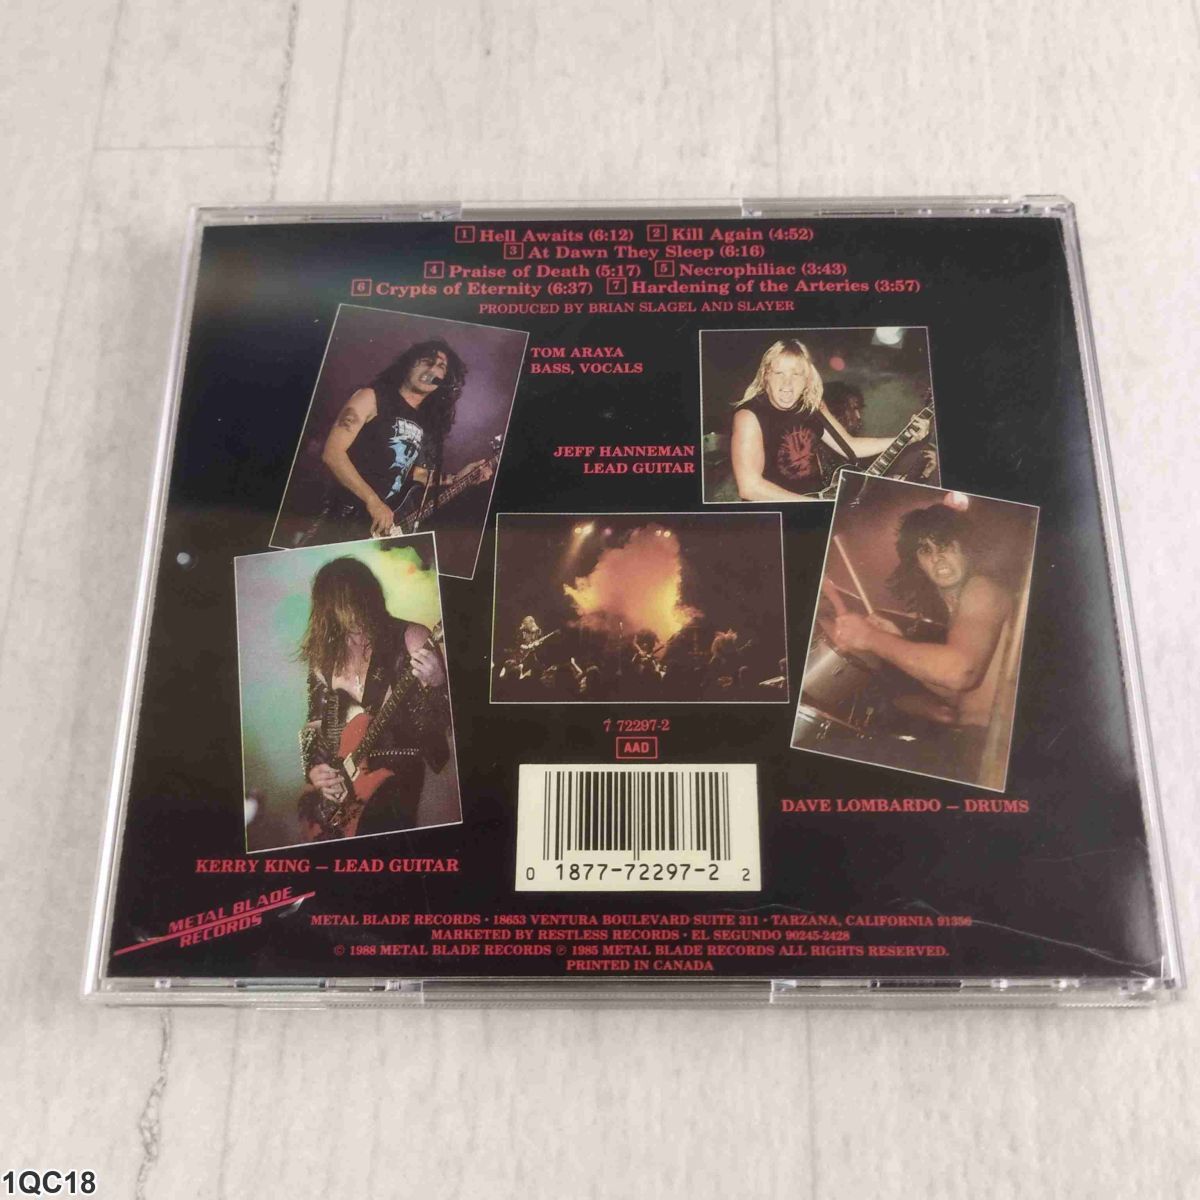 1 Hell Awaits (6:12) 2 Kill Again (4:52)
3 At Dawn They Sleep (6:16)
4 Praise of Death (5:17) 5 Necrophiliac (3:43)
6 Crypts of Eternity (6:37) 7 Hardening of the Arteries (3:57)
PRODUCED BY BRIAN SLAGEL AND SLAYER
TOM ARAYA
BASS, VOCALS
JEFF HANNEMAN
LEAD GUITAR
7 72297-2
AAD
DAVE LOMBARDO – DRUMS
KERRY KING – LEAD GUITAR
0 1877-72297-2 2
METAL BLADE
RECORDS
METAL BLADE RECORDS • 18653 VENTURA BOULEVARD SUITE 311 • TARZANA, CALIFORNIA 91356
MARKETED BY RESTLESS RECORDS • EL SEGUNDO 90245-2428
© 1988 METAL BLADE RECORDS ℗ 1985 METAL BLADE RECORDS ALL RIGHTS RESERVED.
PRINTED IN CANADA
1QC18